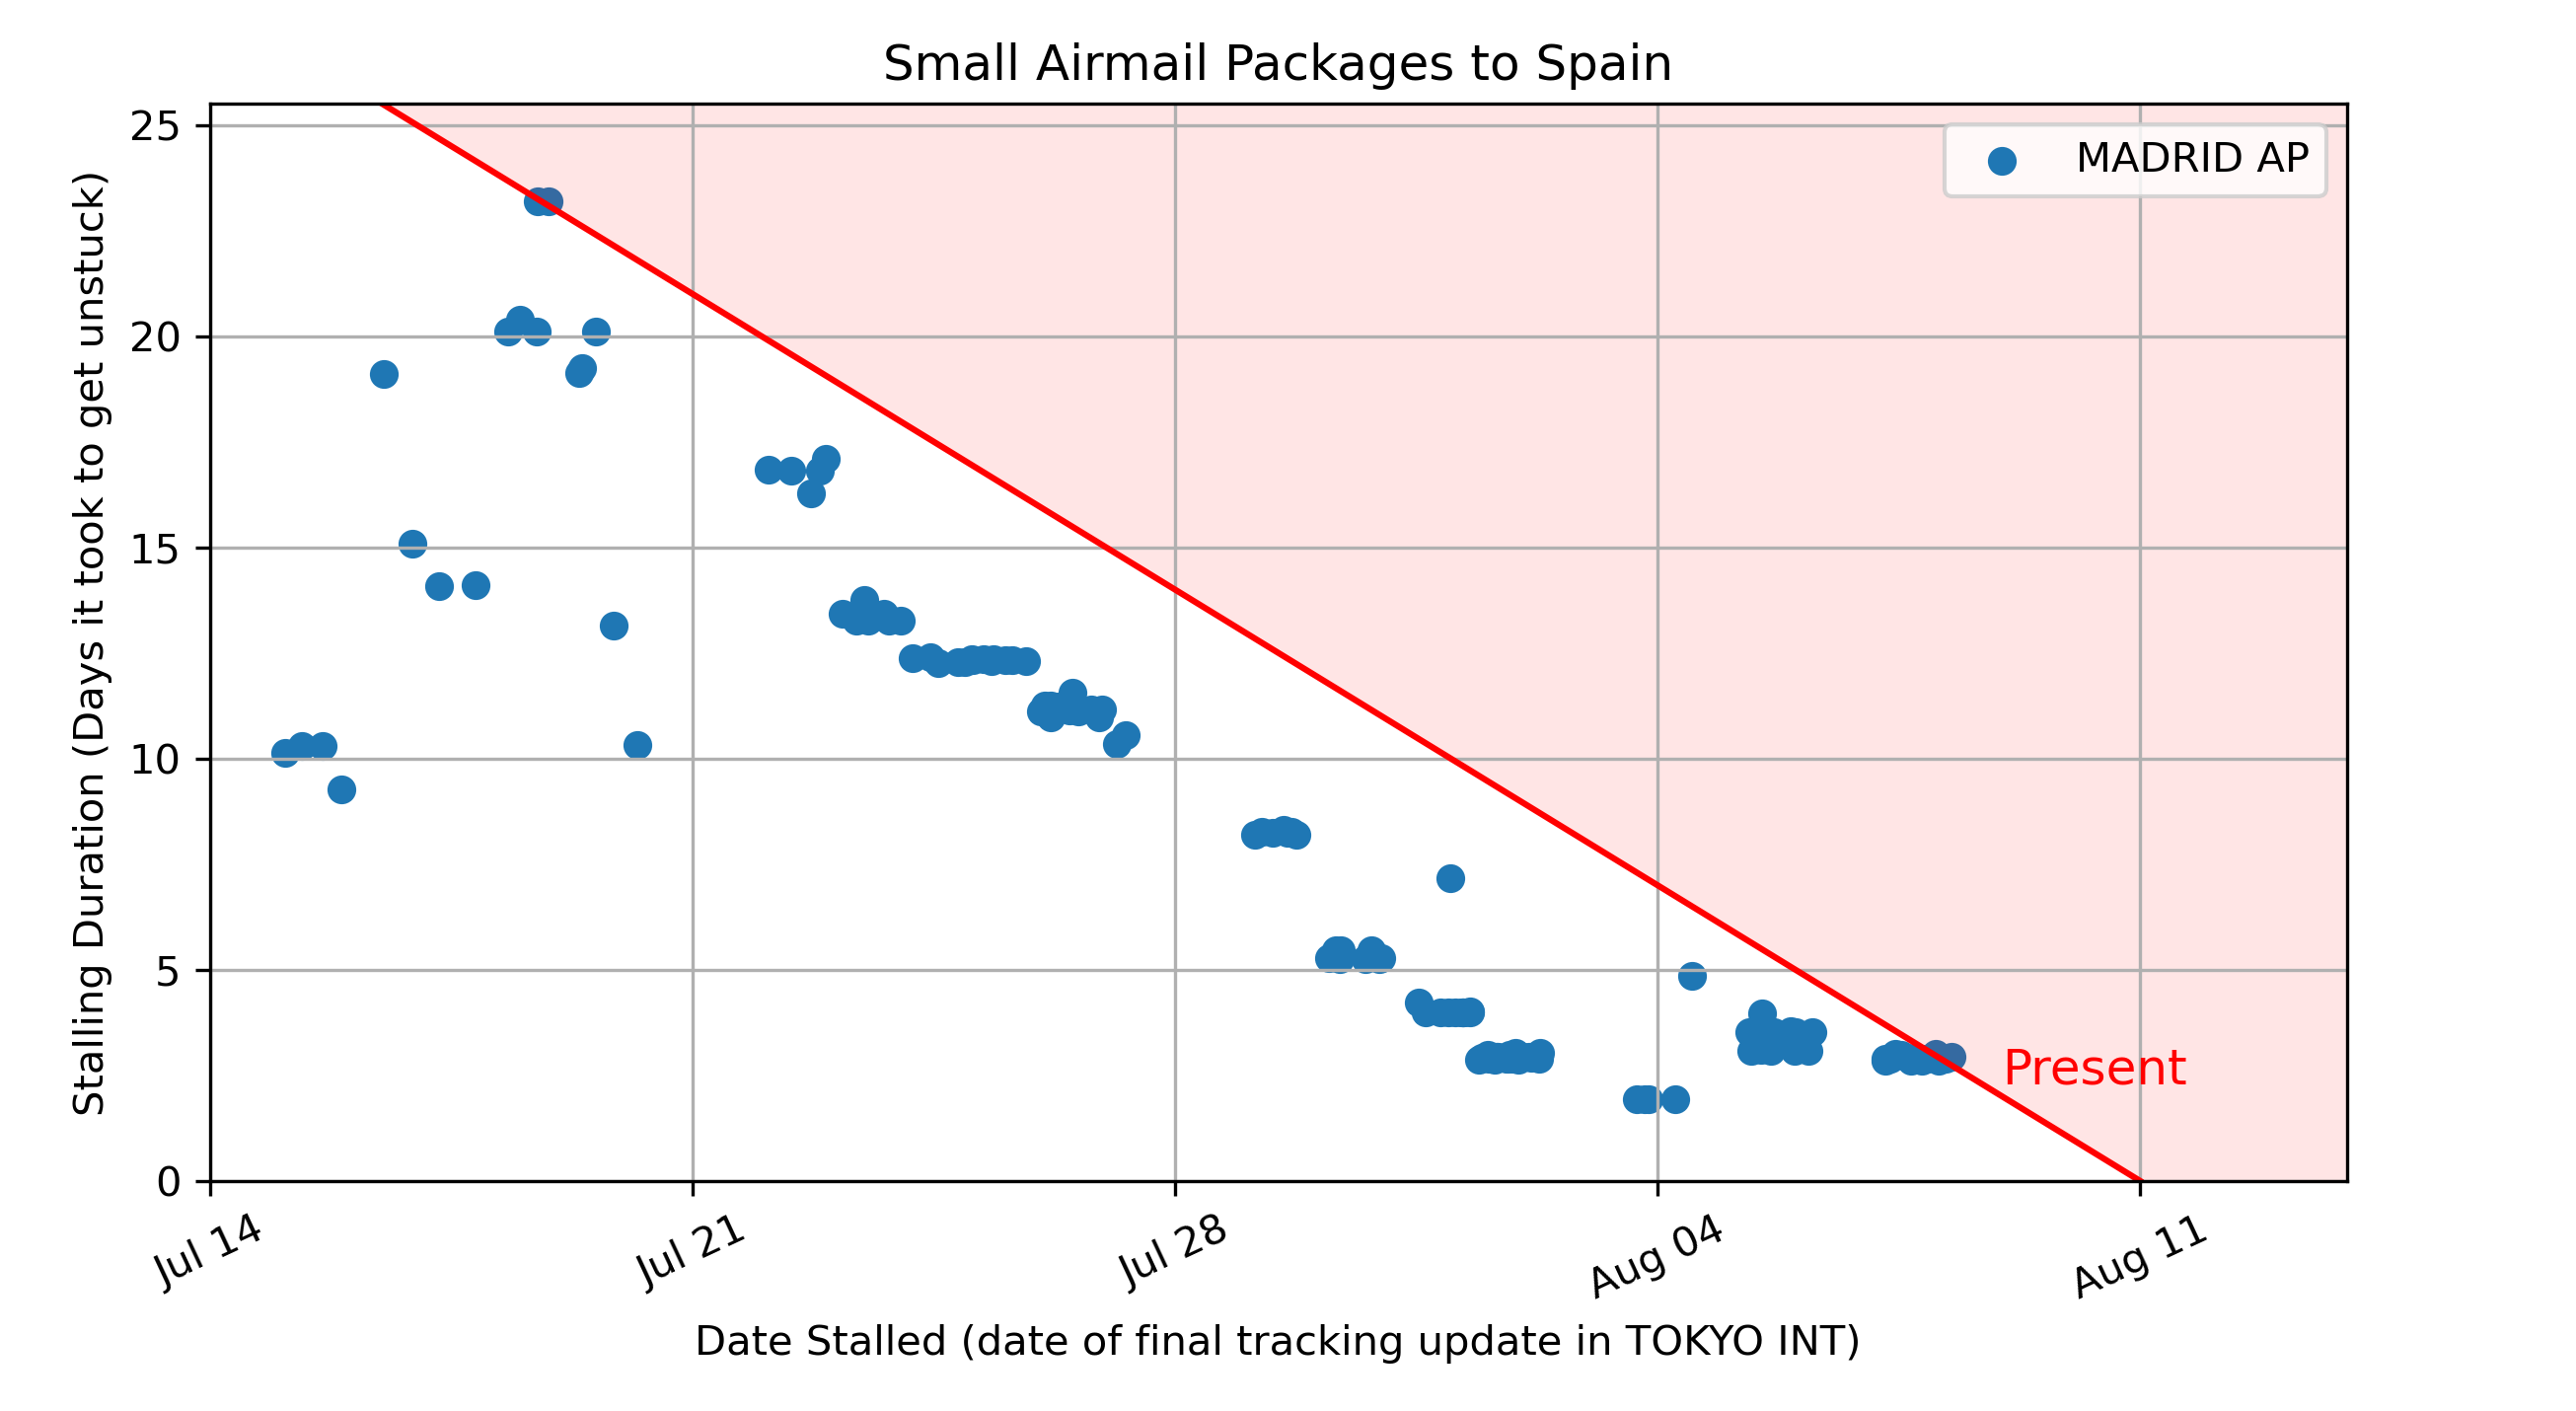 Small Airmail Packages to Spain
Stalling Duration (Days it took to get unstuck)
25
20
15
10
5
0
MADRID AP
Present
Jul 14
Jul 21
Jul 28
Aug 04
Aug 11
Date Stalled (date of final tracking update in TOKYO INT)